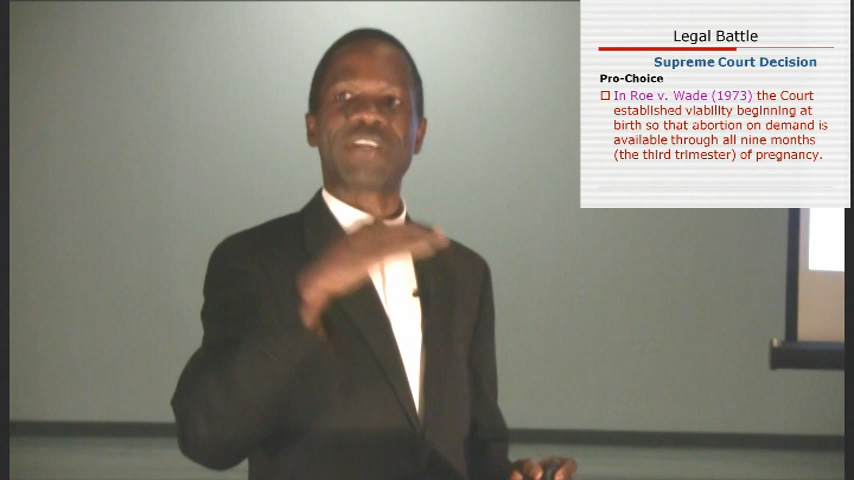 Legal Battle
Supreme Court Decision
Pro-Choice
In Roe v. Wade (1973) the Court
established viability beginning at
birth so that abortion on demand is
available through all nine months
(the third trimester) of pregnancy.